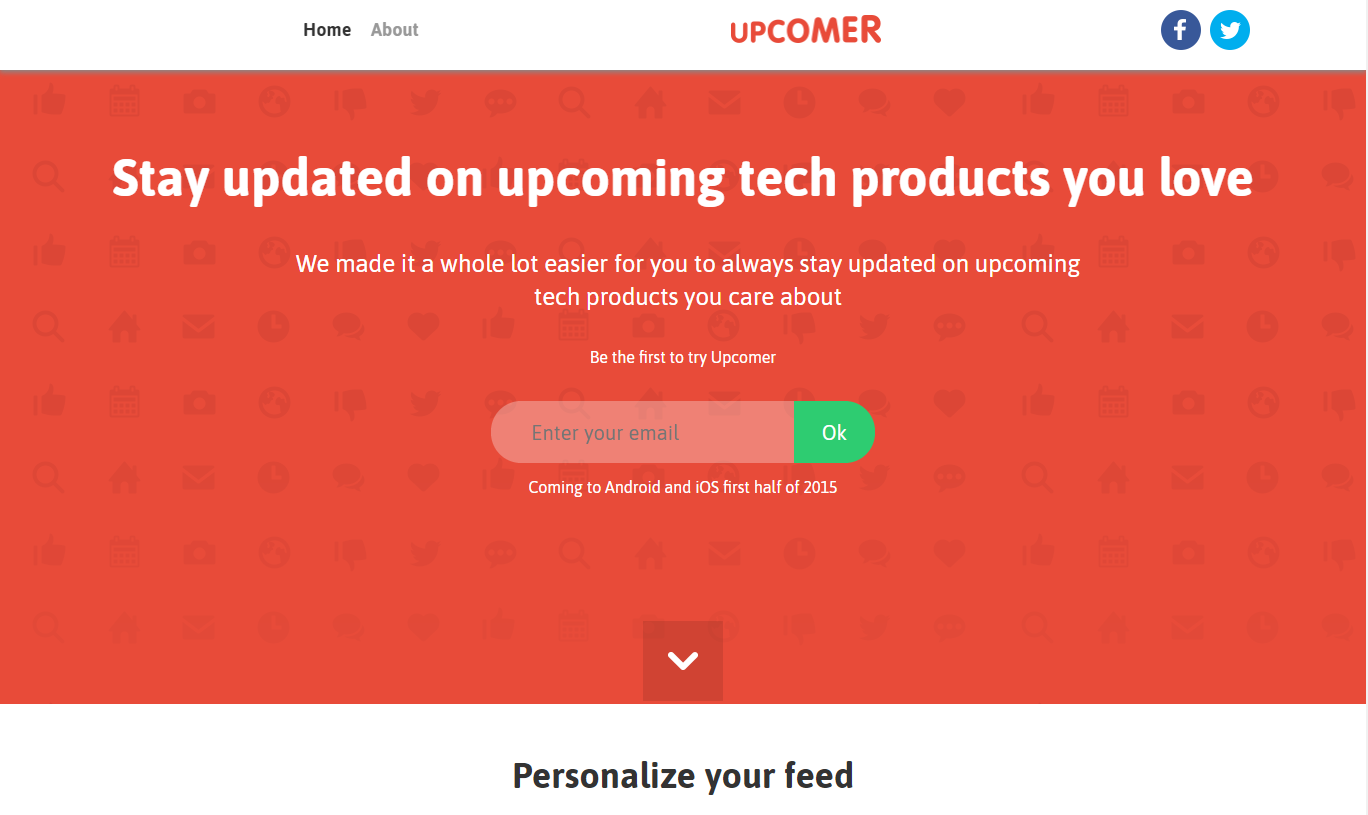 Home About UPCOMER
Stay updated on upcoming tech products you love
We made it a whole lot easier for you to always stay updated on upcoming
tech products you care about
Be the first to try Upcomer
Enter your email Ok
Coming to Android and iOS first half of 2015
Personalize your feed